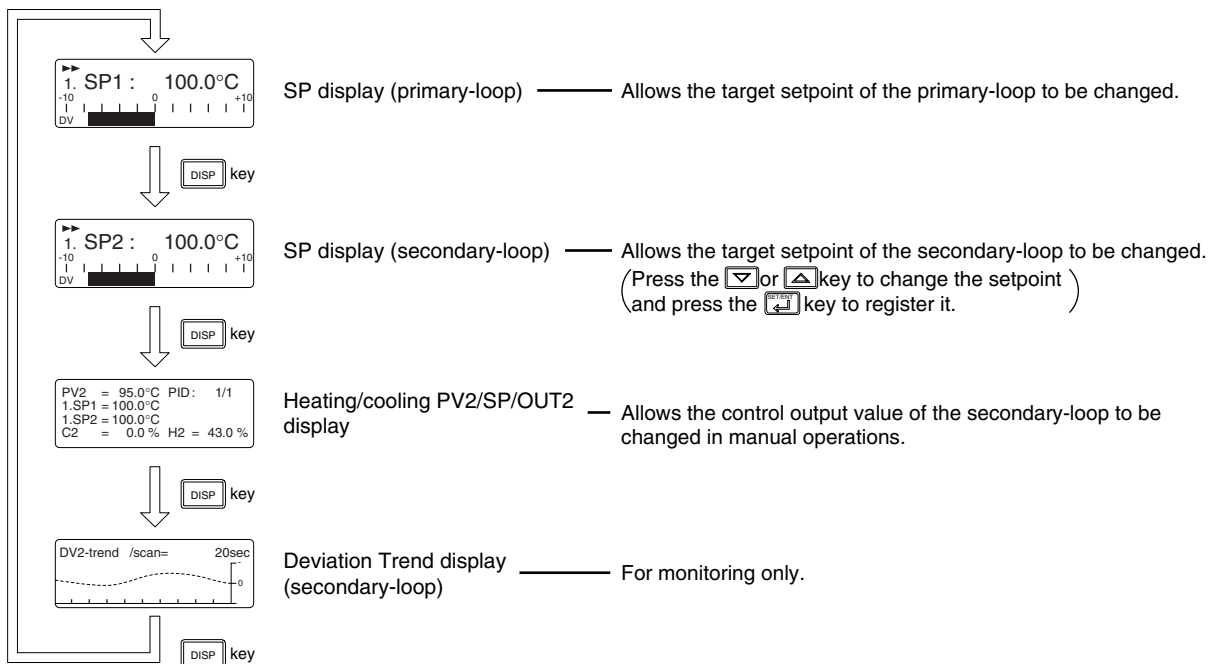 1. SP1 : 100.0°C
-10 0 +10
DV
SP display (primary-loop)
Allows the target setpoint of the primary-loop to be changed.
DISP key
1. SP2 : 100.0°C
-10 0 +10
DV
SP display (secondary-loop)
Allows the target setpoint of the secondary-loop to be changed.
(Press the ▽ or △ key to change the setpoint
and press the SET/ENT key to register it.)
DISP key
PV2 = 95.0°C PID: 1/1
1.SP1 = 100.0°C
1.SP2 = 100.0°C
C2 = 0.0 % H2 = 43.0 %
Heating/cooling PV2/SP/OUT2
display
Allows the control output value of the secondary-loop to be
changed in manual operations.
DISP key
DV2-trend /scan= 20sec
0
Deviation Trend display
(secondary-loop)
For monitoring only.
DISP key